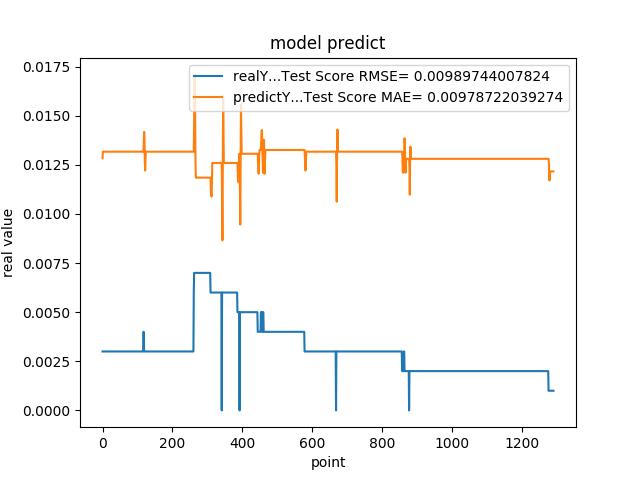 model predict
realY...Test Score RMSE= 0.00989744007824
predictY...Test Score MAE= 0.00978722039274
0.0175
0.0150
0.0125
0.0100
0.0075
0.0050
0.0025
0.0000
real value
0 200 400 600 800 1000 1200
point